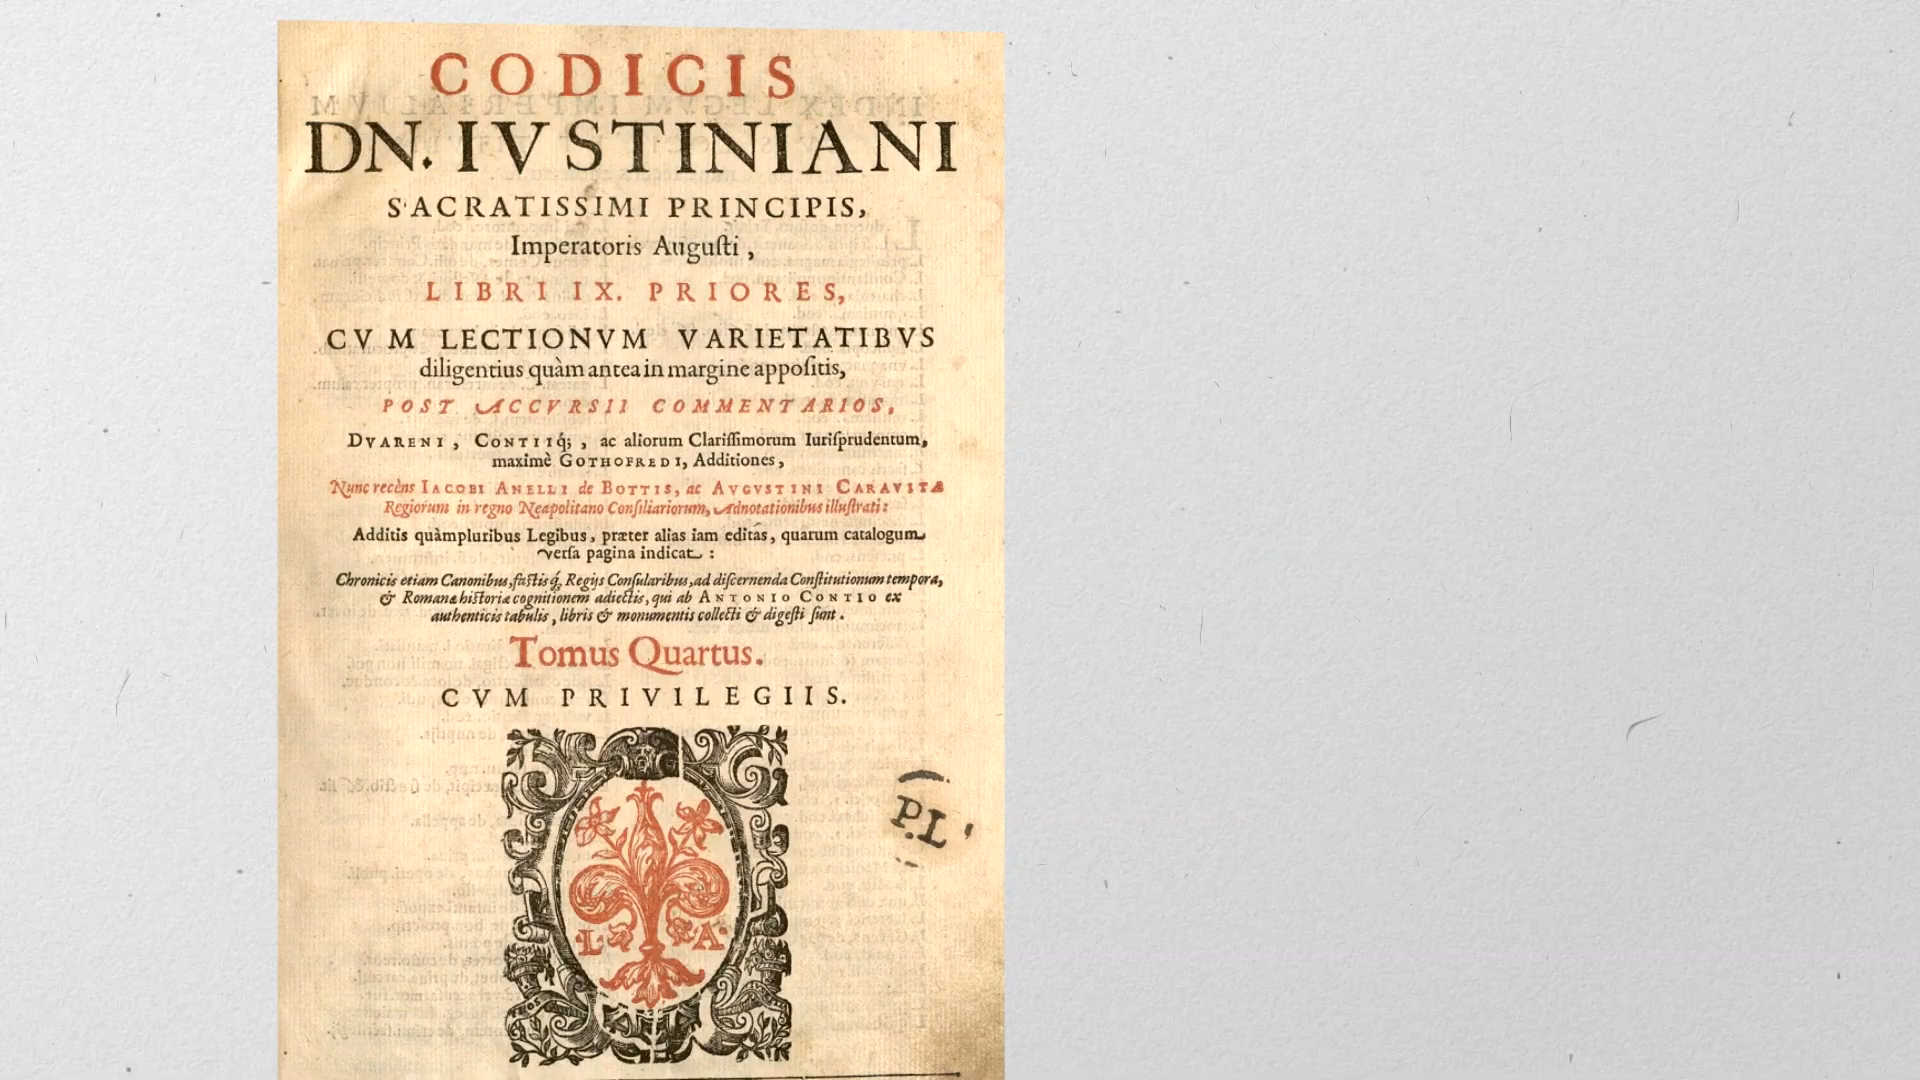 CODICIS
DN. IVSTINIANI
SACRATISSIMI PRINCIPIS,
Imperatoris Auguſti,
LIBRI IX. PRIORES,
CVM LECTIONVM VARIETATIBVS
diligentius quàm antea in margine appoſitis,
POST ACCVRSII COMMENTARIOS,
DVARENI, CONTIIq;, ac aliorum Clariſſimorum Iuriſprudentum,
maximè GOTHOFREDI, Additiones,
Nunc recèns IACOBI ANELLI de BOTTIS, ac AVGVSTINI CARAVITÆ
Regiorum in regno Neapolitano Conſiliariorum, Adnotationibus illuſtrati:
Additis quàmpluribus Legibus, præter alias iam editas, quarum catalogum
verſa pagina indicat:
Chronicis etiam Canonibus, faſtisq́; Regijs Conſularibus, ad diſcernenda Conſtitutionum tempora,
& Romanæ hiſtoriæ cognitionem adiectis, qui ab ANTONIO CONTIO ex
authenticis tabulis, libris & monumentis collecti & digeſti ſunt.
Tomus Quartus.
CVM PRIVILEGIIS.
P.L
L. A.